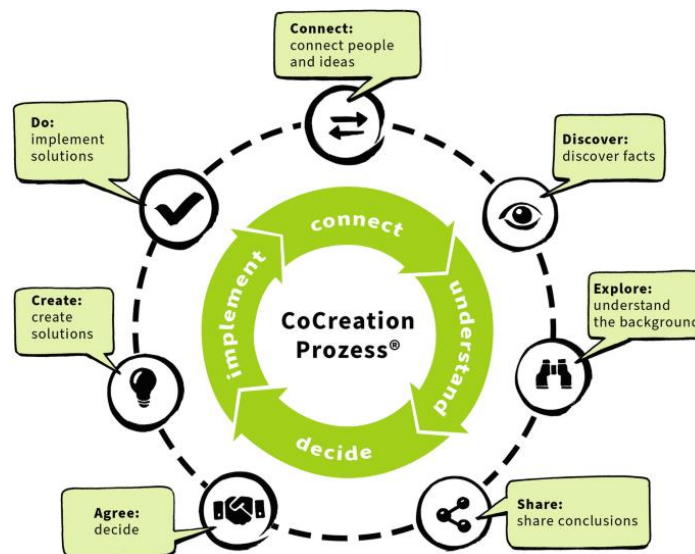 Connect:
connect people
and ideas
Discover:
discover facts
Explore:
understand
the background
Share:
share conclusions
Agree:
decide
Create:
create
solutions
Do:
implement
solutions
connect
understand
decide
implement
CoCreation
Prozess®